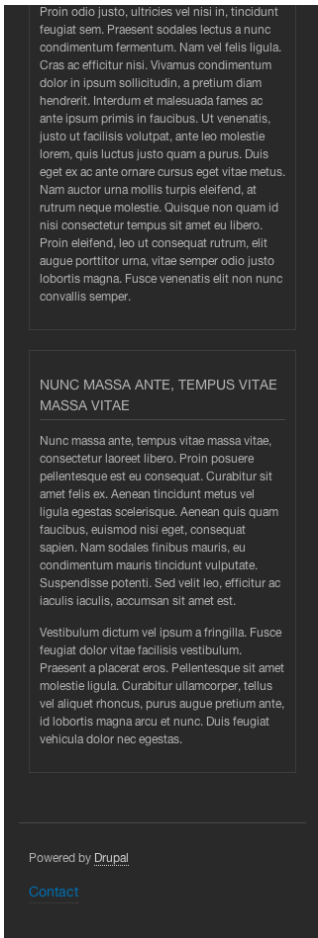 Proin odio justo, ultricies vel nisi in, tincidunt
feugiat sem. Praesent sodales lectus a nunc
condimentum fermentum. Nam vel felis ligula.
Cras ac efficitur nisi. Vivamus condimentum
dolor in ipsum sollicitudin, a pretium diam
hendrerit. Interdum et malesuada fames ac
ante ipsum primis in faucibus. Ut venenatis,
justo ut facilisis volutpat, ante leo molestie
lorem, quis luctus justo quam a purus. Duis
eget ex ac ante ornare cursus eget vitae metus.
Nam auctor urna mollis turpis eleifend, at
rutrum neque molestie. Quisque non quam id
nisi consectetur tempus sit amet eu libero.
Proin eleifend, leo ut consequat rutrum, elit
augue porttitor urna, vitae semper odio justo
lobortis magna. Fusce venenatis elit non nunc
convallis semper.
NUNC MASSA ANTE, TEMPUS VITAE
MASSA VITAE
Nunc massa ante, tempus vitae massa vitae,
consectetur laoreet libero. Proin posuere
pellentesque est eu consequat. Curabitur sit
amet felis ex. Aenean tincidunt metus vel
ligula egestas scelerisque. Aenean quis quam
faucibus, euismod nisi eget, consequat
sapien. Nam sodales finibus mauris, eu
condimentum mauris tincidunt vulputate.
Suspendisse potenti. Sed velit leo, efficitur ac
iaculis iaculis, accumsan sit amet est.
Vestibulum dictum vel ipsum a fringilla. Fusce
feugiat dolor vitae facilisis vestibulum.
Praesent a placerat eros. Pellentesque sit amet
molestie ligula. Curabitur ullamcorper, tellus
vel aliquet rhoncus, purus augue pretium ante,
id lobortis magna arcu et nunc. Duis feugiat
vehicula dolor nec egestas.
Powered by Drupal
Contact